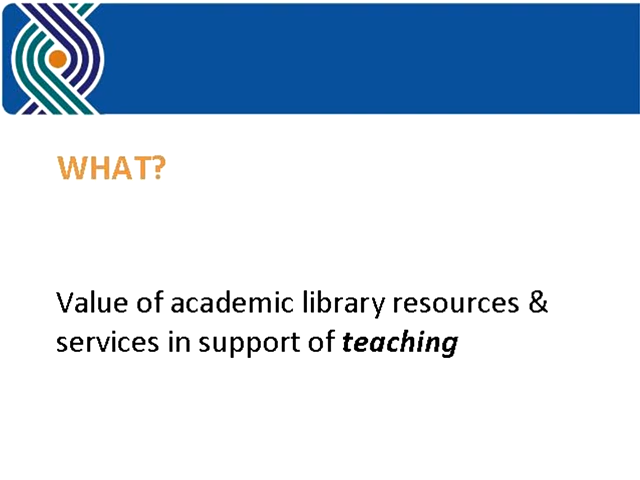 WHAT?
Value of academic library resources &
services in support of teaching